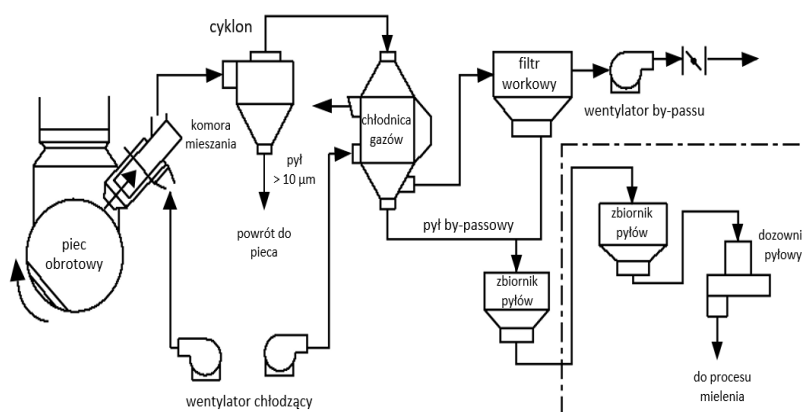 cyklon
komora
mieszania
piec
obrotowy
pył
> 10 μm
powrót do
pieca
chłodnica
gazów
filtr
workowy
wentylator by-passu
pył by-passowy
zbiornik
pyłów
zbiornik
pyłów
dozowni
pyłowy
do procesu
mielenia
wentylator chłodzący